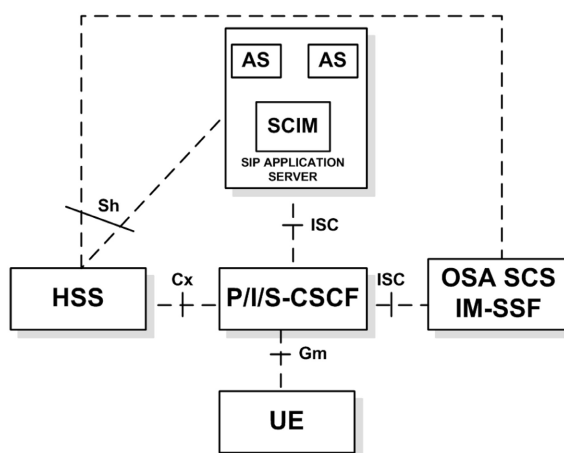 AS AS
SCIM
SIP APPLICATION
SERVER
Sh
ISC
HSS
Cx
P/I/S-CSCF
ISC
OSA SCS
IM-SSF
Gm
UE